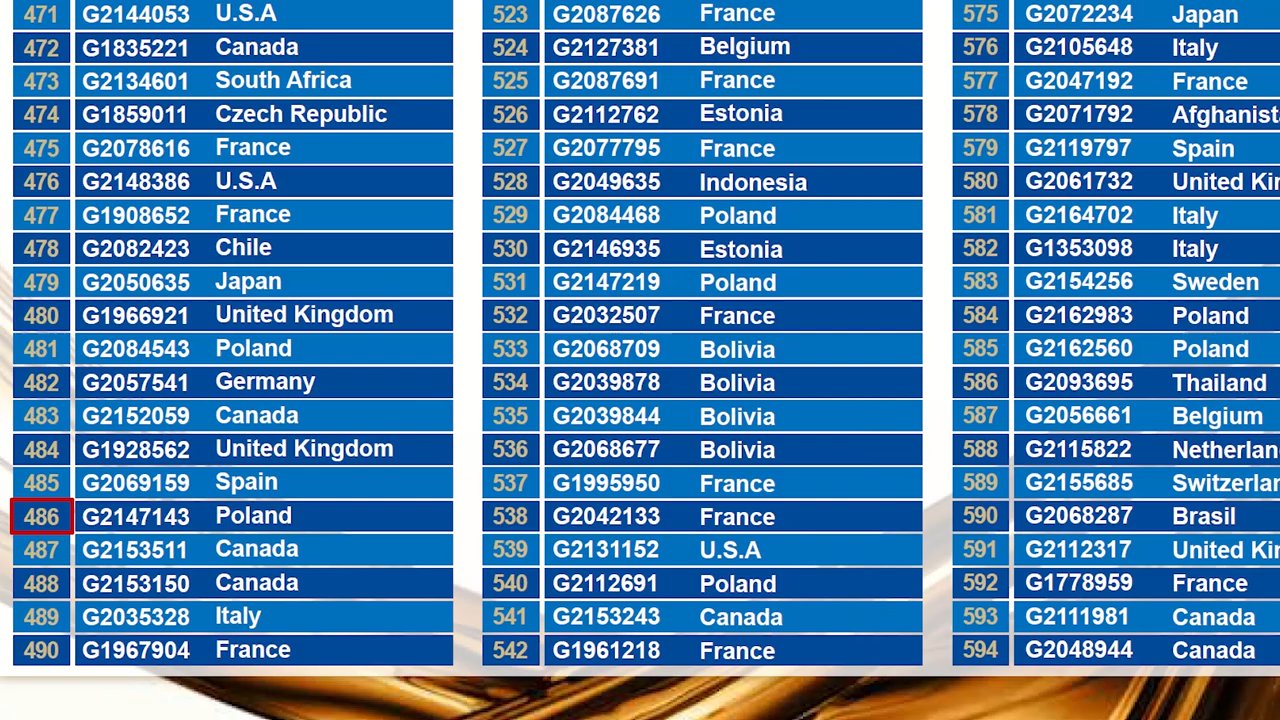 471 G2144053 U.S.A
472 G1835221 Canada
473 G2134601 South Africa
474 G1859011 Czech Republic
475 G2078616 France
476 G2148386 U.S.A
477 G1908652 France
478 G2082423 Chile
479 G2050635 Japan
480 G1966921 United Kingdom
481 G2084543 Poland
482 G2057541 Germany
483 G2152059 Canada
484 G1928562 United Kingdom
485 G2069159 Spain
486 G2147143 Poland
487 G2153511 Canada
488 G2153150 Canada
489 G2035328 Italy
490 G1967904 France
523 G2087626 France
524 G2127381 Belgium
525 G2087691 France
526 G2112762 Estonia
527 G2077795 France
528 G2049635 Indonesia
529 G2084468 Poland
530 G2146935 Estonia
531 G2147219 Poland
532 G2032507 France
533 G2068709 Bolivia
534 G2039878 Bolivia
535 G2039844 Bolivia
536 G2068677 Bolivia
537 G1995950 France
538 G2042133 France
539 G2131152 U.S.A
540 G2112691 Poland
541 G2153243 Canada
542 G1961218 France
575 G2072234 Japan
576 G2105648 Italy
577 G2047192 France
578 G2071792 Afghanist
579 G2119797 Spain
580 G2061732 United Ki
581 G2164702 Italy
582 G1353098 Italy
583 G2154256 Sweden
584 G2162983 Poland
585 G2162560 Poland
586 G2093695 Thailand
587 G2056661 Belgium
588 G2115822 Netherlan
589 G2155685 Switzerla
590 G2068287 Brasil
591 G2112317 United Ki
592 G1778959 France
593 G2111981 Canada
594 G2048944 Canada